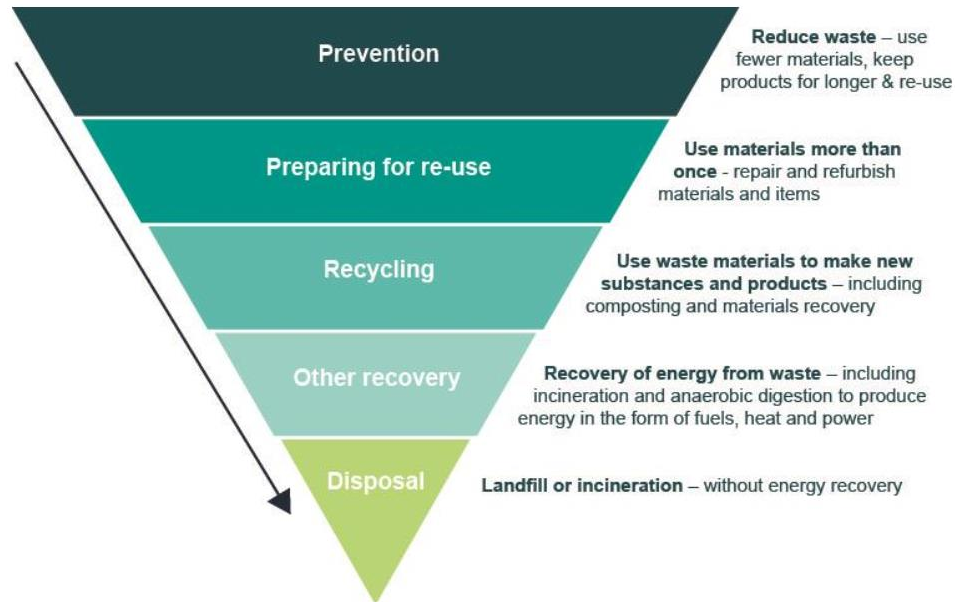 Prevention
Reduce waste – use
fewer materials, keep
products for longer & re-use
Preparing for re-use
Use materials more than
once - repair and refurbish
materials and items
Recycling
Use waste materials to make new
substances and products – including
composting and materials recovery
Other recovery
Recovery of energy from waste – including
incineration and anaerobic digestion to produce
energy in the form of fuels, heat and power
Disposal
Landfill or incineration – without energy recovery